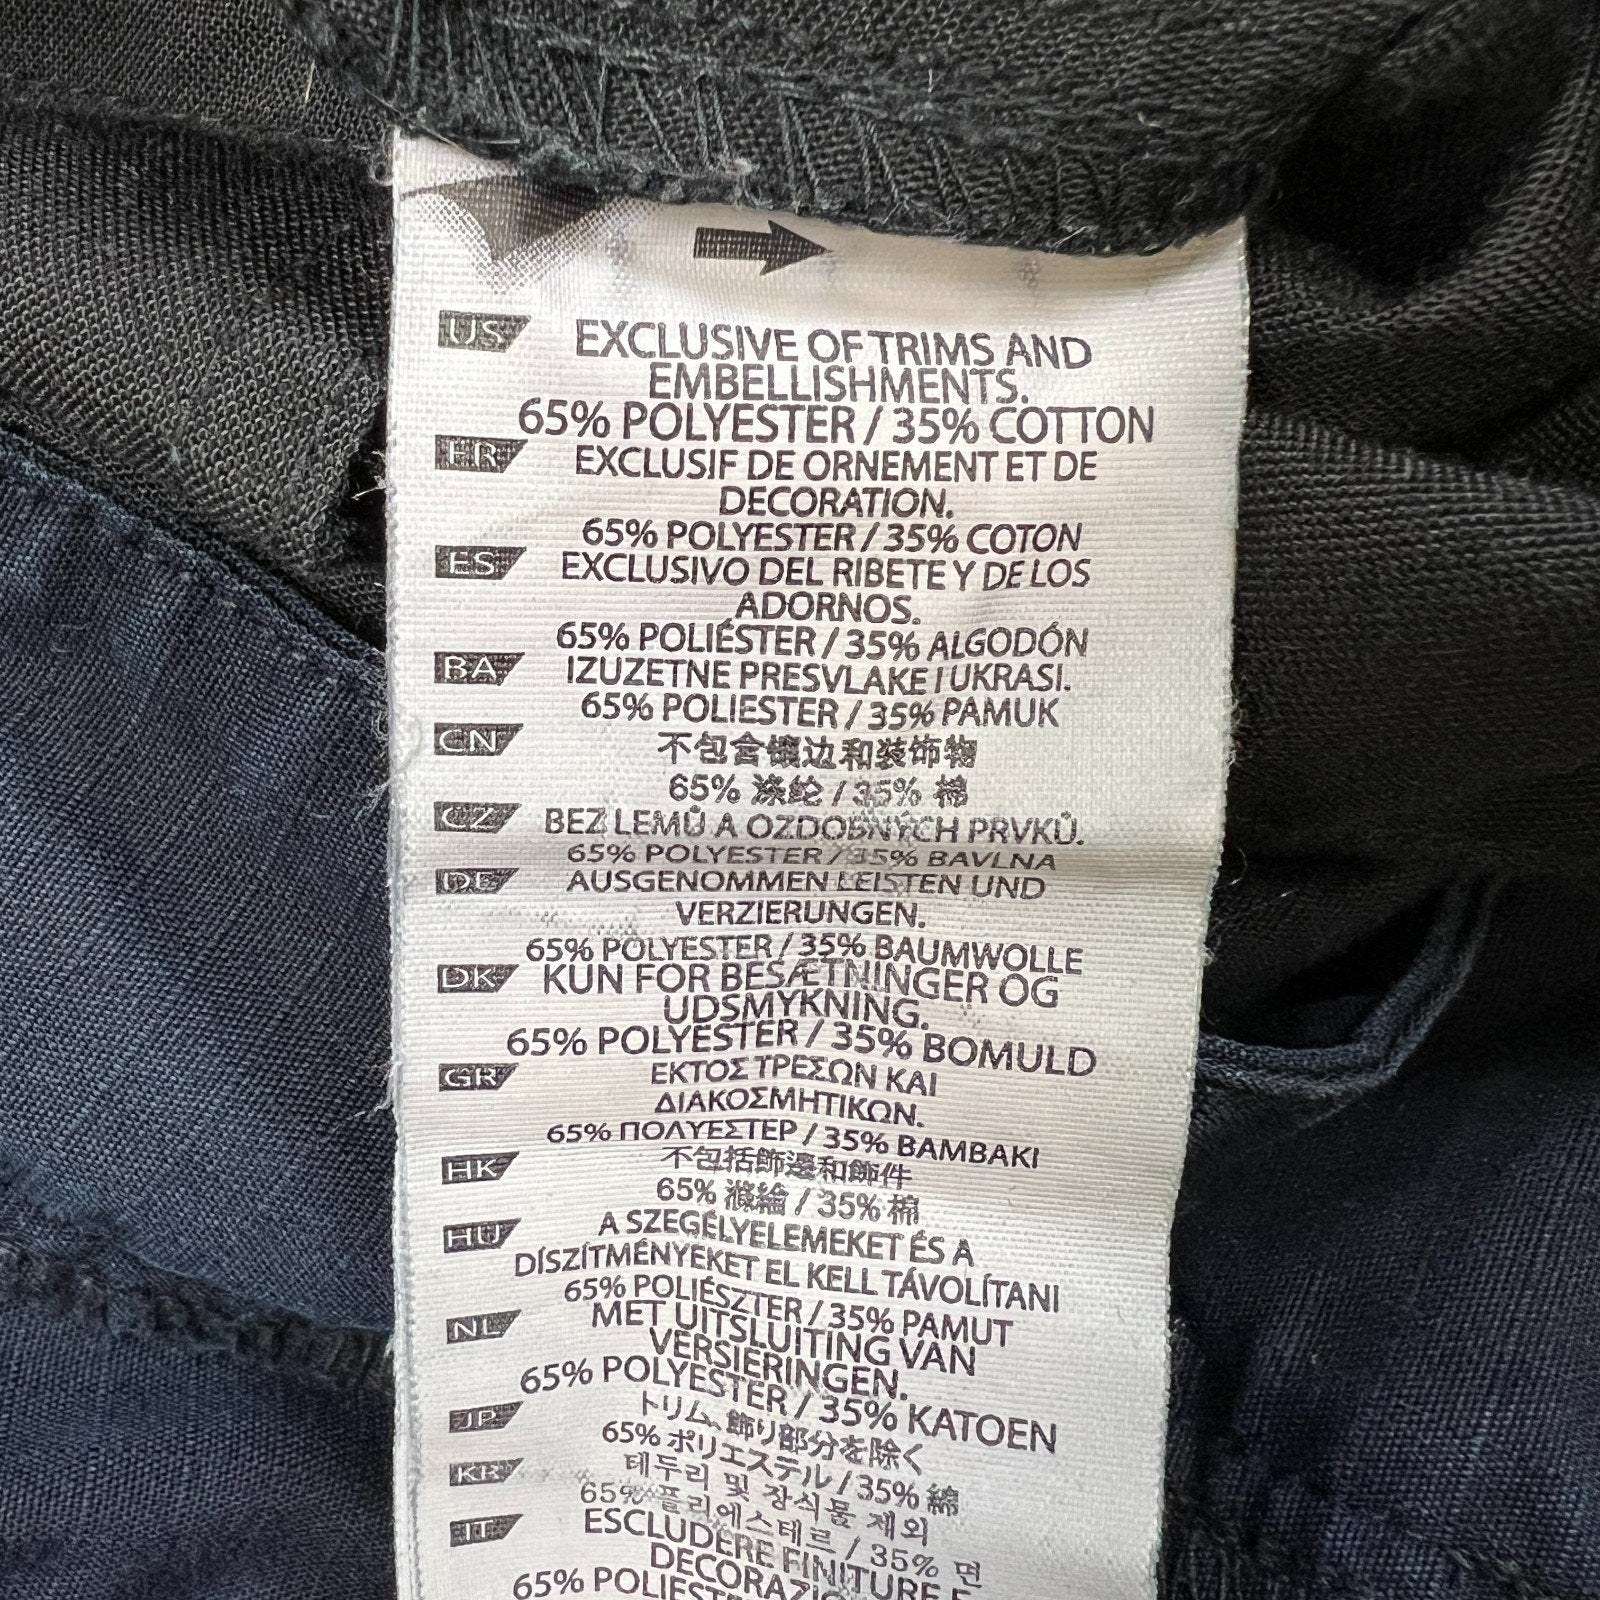 US EXCLUSIVE OF TRIMS AND
EMBELLISHMENTS.
65% POLYESTER / 35% COTTON
FR EXCLUSIF DE ORNEMENT ET DE
DECORATION.
65% POLYESTER / 35% COTON
ES EXCLUSIVO DEL RIBETE Y DE LOS
ADORNOS.
65% POLIÉSTER / 35% ALGODÓN
BA IZUZETNE PRESVLAKE I UKRASI.
65% POLIESTER / 35% PAMUK
CN 不包含镶边和装饰物
65% 涤纶 / 35% 棉
CZ BEZ LEMŮ A OZDOBNÝCH PRVKŮ.
65% POLYESTER / 35% BAVLNA
DE AUSGENOMMEN LEISTEN UND
VERZIERUNGEN.
65% POLYESTER / 35% BAUMWOLLE
DK KUN FOR BESÆTNINGER OG
UDSMYKNING.
65% POLYESTER / 35% BOMULD
GR ΕΚΤΟΣ ΤΡΕΣΩΝ ΚΑΙ
ΔΙΑΚΟΣΜΗΤΙΚΩΝ.
65% ΠΟΛΥΕΣΤΕΡ / 35% ΒΑΜΒΑΚΙ
HK 不包括飾邊和飾件
65% 滌綸 / 35% 棉
HU A SZEGÉLYELEMEKET ÉS A
DÍSZÍTMÉNYEKET EL KELL TÁVOLÍTANI
65% POLIÉSZTER / 35% PAMUT
NL MET UITSLUITING VAN
VERSIERINGEN.
65% POLYESTER / 35% KATOEN
JP トリム、飾り部分を除く
65% ポリエステル / 35% 綿
KR 테두리 및 장식물 제외
65% 폴리에스테르 / 35% 면
IT ESCLUDERE FINITURE E
65%